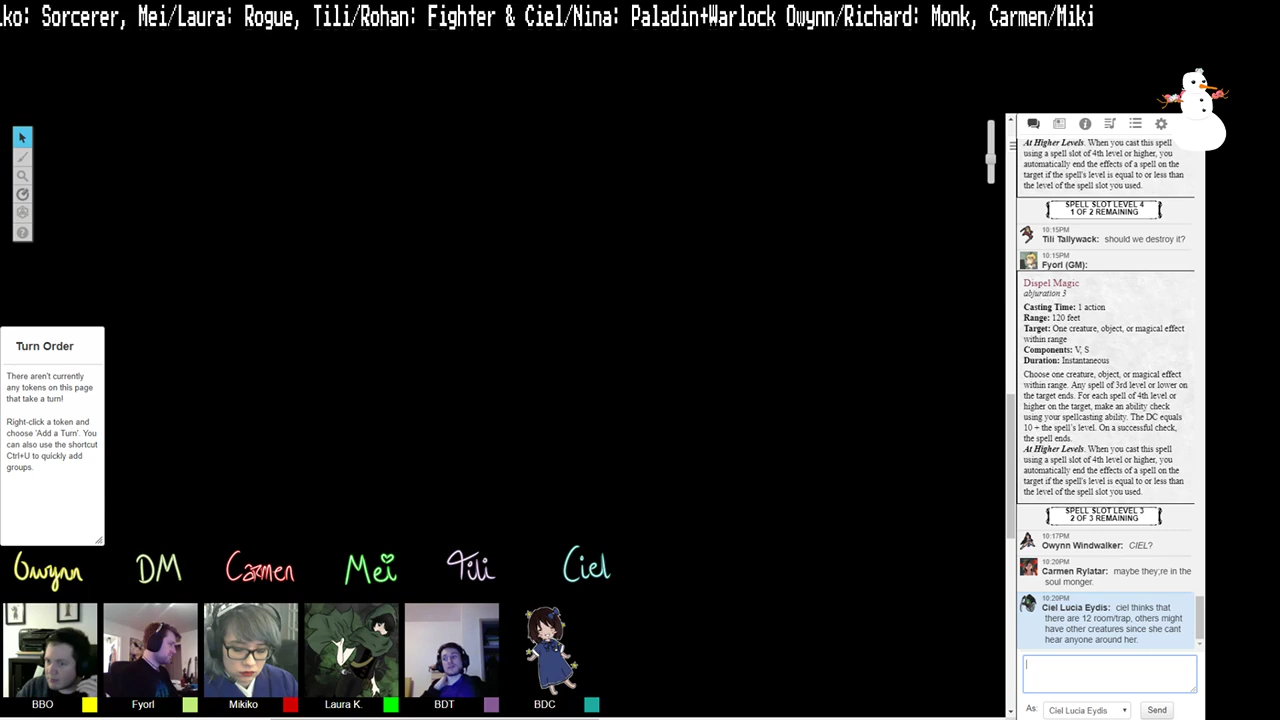 lko: Sorcerer, Mei/Laura: Rogue, Tili/Rohan: Fighter & Ciel/Nina: Paladin+Warlock Owynn/Richard: Monk, Carmen/Miki
At Higher Levels. When you cast this spell
using a spell slot of 4th level or higher, you
automatically end the effects of a spell on the
target if the spell's level is equal to or less than
the level of the spell slot you used.
SPELL SLOT LEVEL 4
1 OF 2 REMAINING
10:15PM
Tili Tallywack: should we destroy it?
10:15PM
Fyorl (GM):
Dispel Magic
abjuration 3
Casting Time: 1 action
Range: 120 feet
Target: One creature, object, or magical effect
within range
Components: V, S
Duration: Instantaneous
Choose one creature, object, or magical effect
within range. Any spell of 3rd level or lower on
the target ends. For each spell of 4th level or
higher on the target, make an ability check
using your spellcasting ability. The DC equals
10 + the spell's level. On a successful check,
the spell ends.
At Higher Levels. When you cast this spell
using a spell slot of 4th level or higher, you
automatically end the effects of a spell on the
target if the spell's level is equal to or less than
the level of the spell slot you used.
SPELL SLOT LEVEL 3
2 OF 3 REMAINING
10:17PM
Owynn Windwalker: CIEL?
10:20PM
Carmen Rylatar: maybe they;re in the
soul monger.
10:20PM
Ciel Lucia Eydis: ciel thinks that
there are 12 room/trap, others might
have other creatures since she cant
hear anyone around her.
As: Ciel Lucia Eydis Send
Turn Order
There aren't currently
any tokens on this page
that take a turn!
Right-click a token and
choose 'Add a Turn'. You
can also use the shortcut
Ctrl+U to quickly add
groups.
Owynn DM Carmen Mei Tili Ciel
BBO Fyorl Mikiko Laura K. BDT BDC